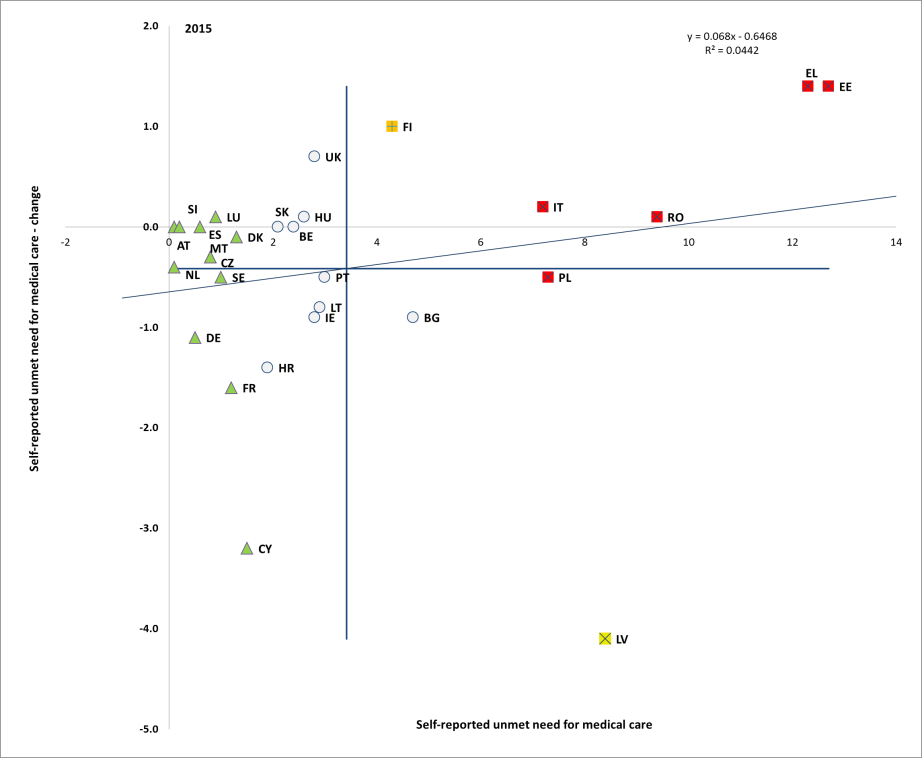 2.0
2015
y = 0.068x - 0.6468
R² = 0.0442
EL
EE
1.0
FI
UK
SI
LU
SK
HU
IT
RO
0.0
ES
DK
BE
-2
0
2
4
6
8
10
12
14
AT
MT
CZ
NL
SE
PT
PL
LT
IE
BG
-1.0
DE
HR
FR
-2.0
-3.0
CY
-4.0
LV
-5.0
Self-reported unmet need for medical care
Self-reported unmet need for medical care - change